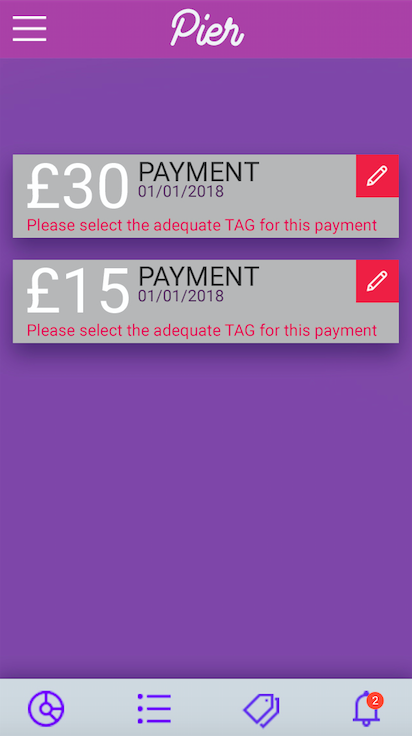 Pier
£30 PAYMENT
01/01/2018
Please select the adequate TAG for this payment
£15 PAYMENT
01/01/2018
Please select the adequate TAG for this payment
2